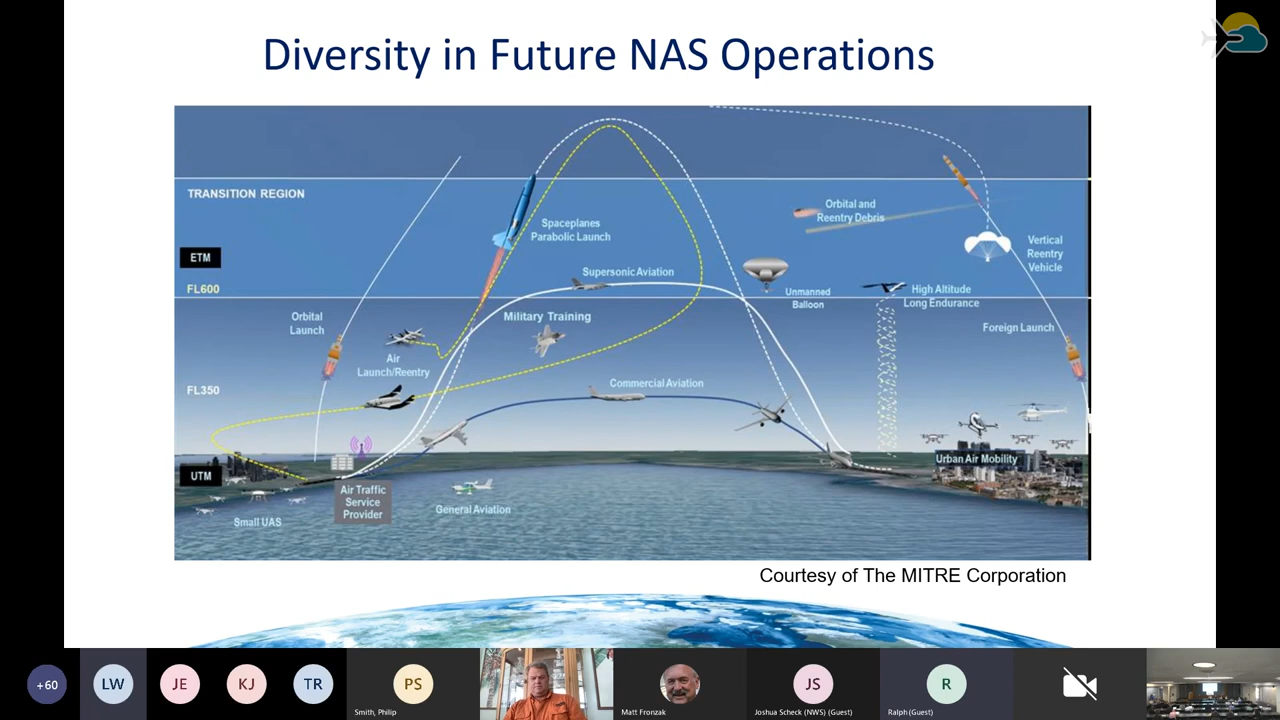 Diversity in Future NAS Operations
TRANSITION REGION
ETM
FL600
Spaceplanes
Parabolic Launch
Orbital and
Reentry Debris
Vertical
Reentry
Vehicle
Supersonic Aviation
Unmanned
Balloon
High Altitude
Long Endurance
Orbital
Launch
Military Training
Foreign Launch
Air
Launch/Reentry
FL350
Commercial Aviation
UTM
Urban Air Mobility
Air Traffic
Service
Provider
General Aviation
Small UAS
Courtesy of The MITRE Corporation
+60
LW
JE
KJ
TR
PS
Smith, Philip
Matt Fronzak
JS
Joshua Scheck (NWS) (Guest)
R
Ralph (Guest)